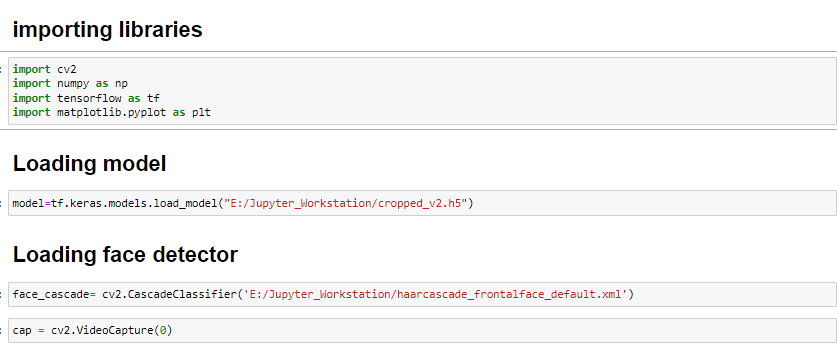 importing libraries
import cv2
import numpy as np
import tensorflow as tf
import matplotlib.pyplot as plt
Loading model
model=tf.keras.models.load_model("E:/Jupyter_Workstation/cropped_v2.h5")
Loading face detector
face_cascade= cv2.CascadeClassifier('E:/Jupyter_Workstation/haarcascade_frontalface_default.xml')
cap = cv2.VideoCapture(0)